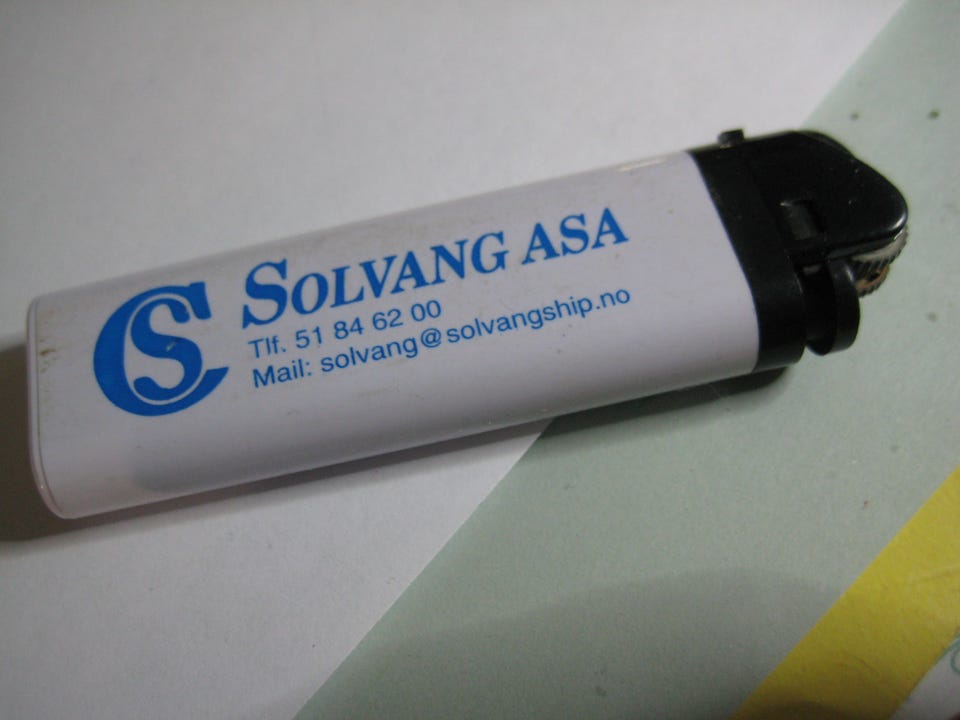 CS
SOLVANG ASA
Tlf. 51 84 62 00
Mail: solvang@solvangship.no